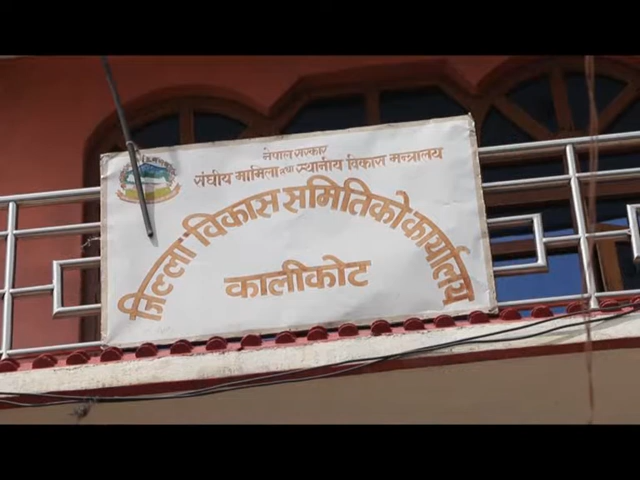 नेपाल सरकार
संघीय मामिला तथा स्थानीय विकास मन्त्रालय
जिल्ला विकास समितिको कार्यालय
कालीकोट